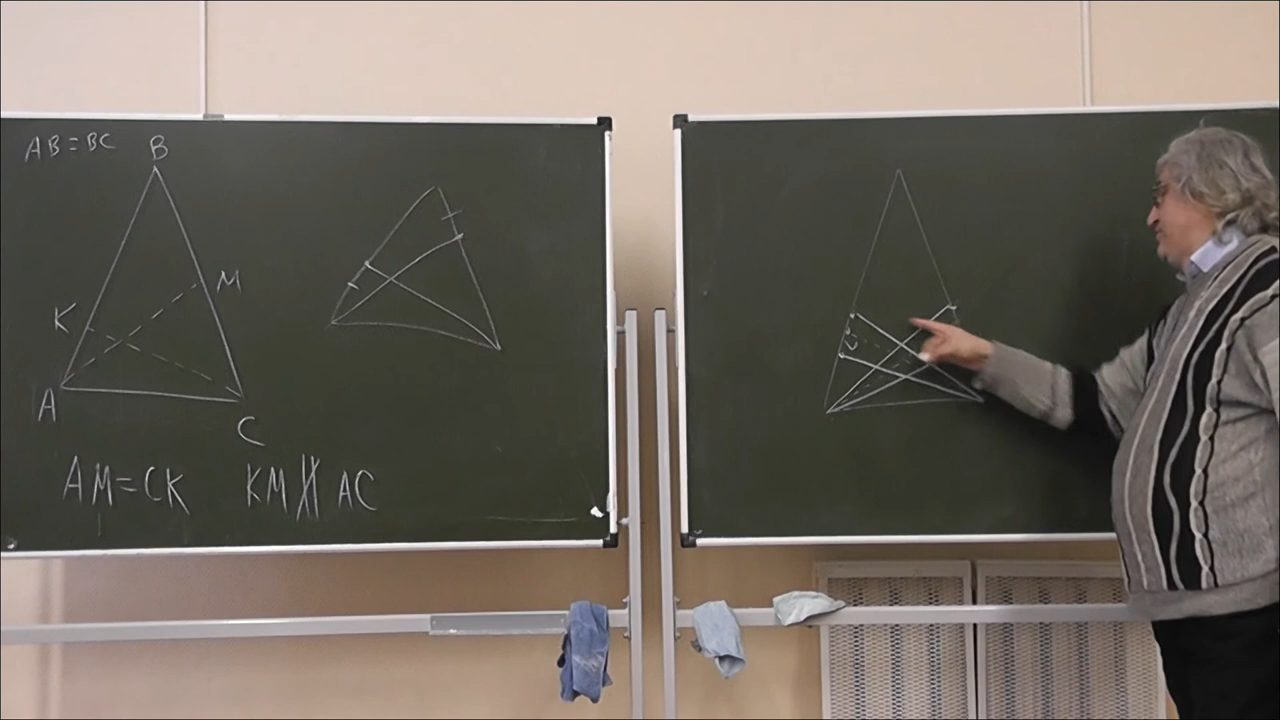 AB = BC
B
K
M
A
C
AM = CK KM ∦ AC